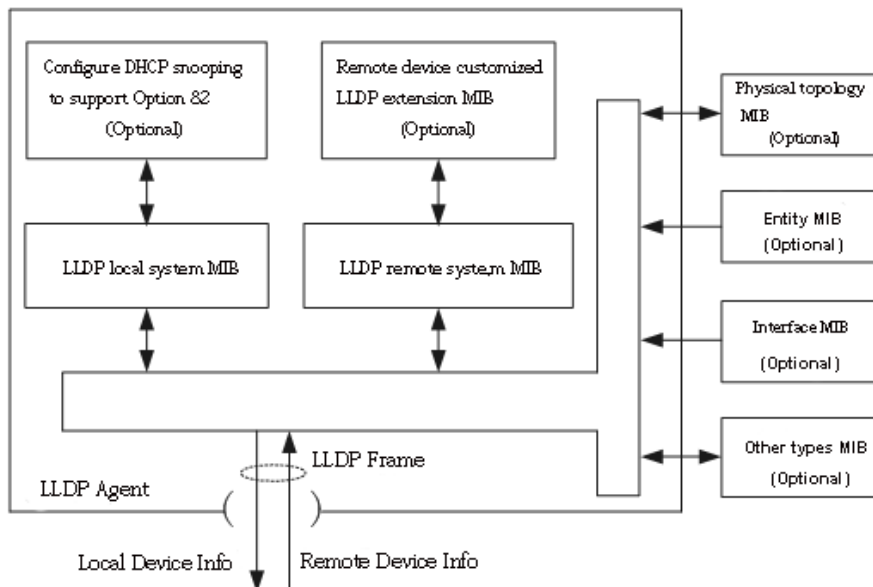 Configure DHCP snooping
to support Option 82
(Optional)
Remote device customized
LLDP extension MIB
(Optional)
Physical topology
MIB
(Optional)
Entity MIB
(Optional)
LLDP local system MIB
LLDP remote syste,m MIB
Interface MIB
(Optional)
Other types MIB
(Optional)
LLDP Frame
LLDP Agent
Local Device Info
Remote Device Info